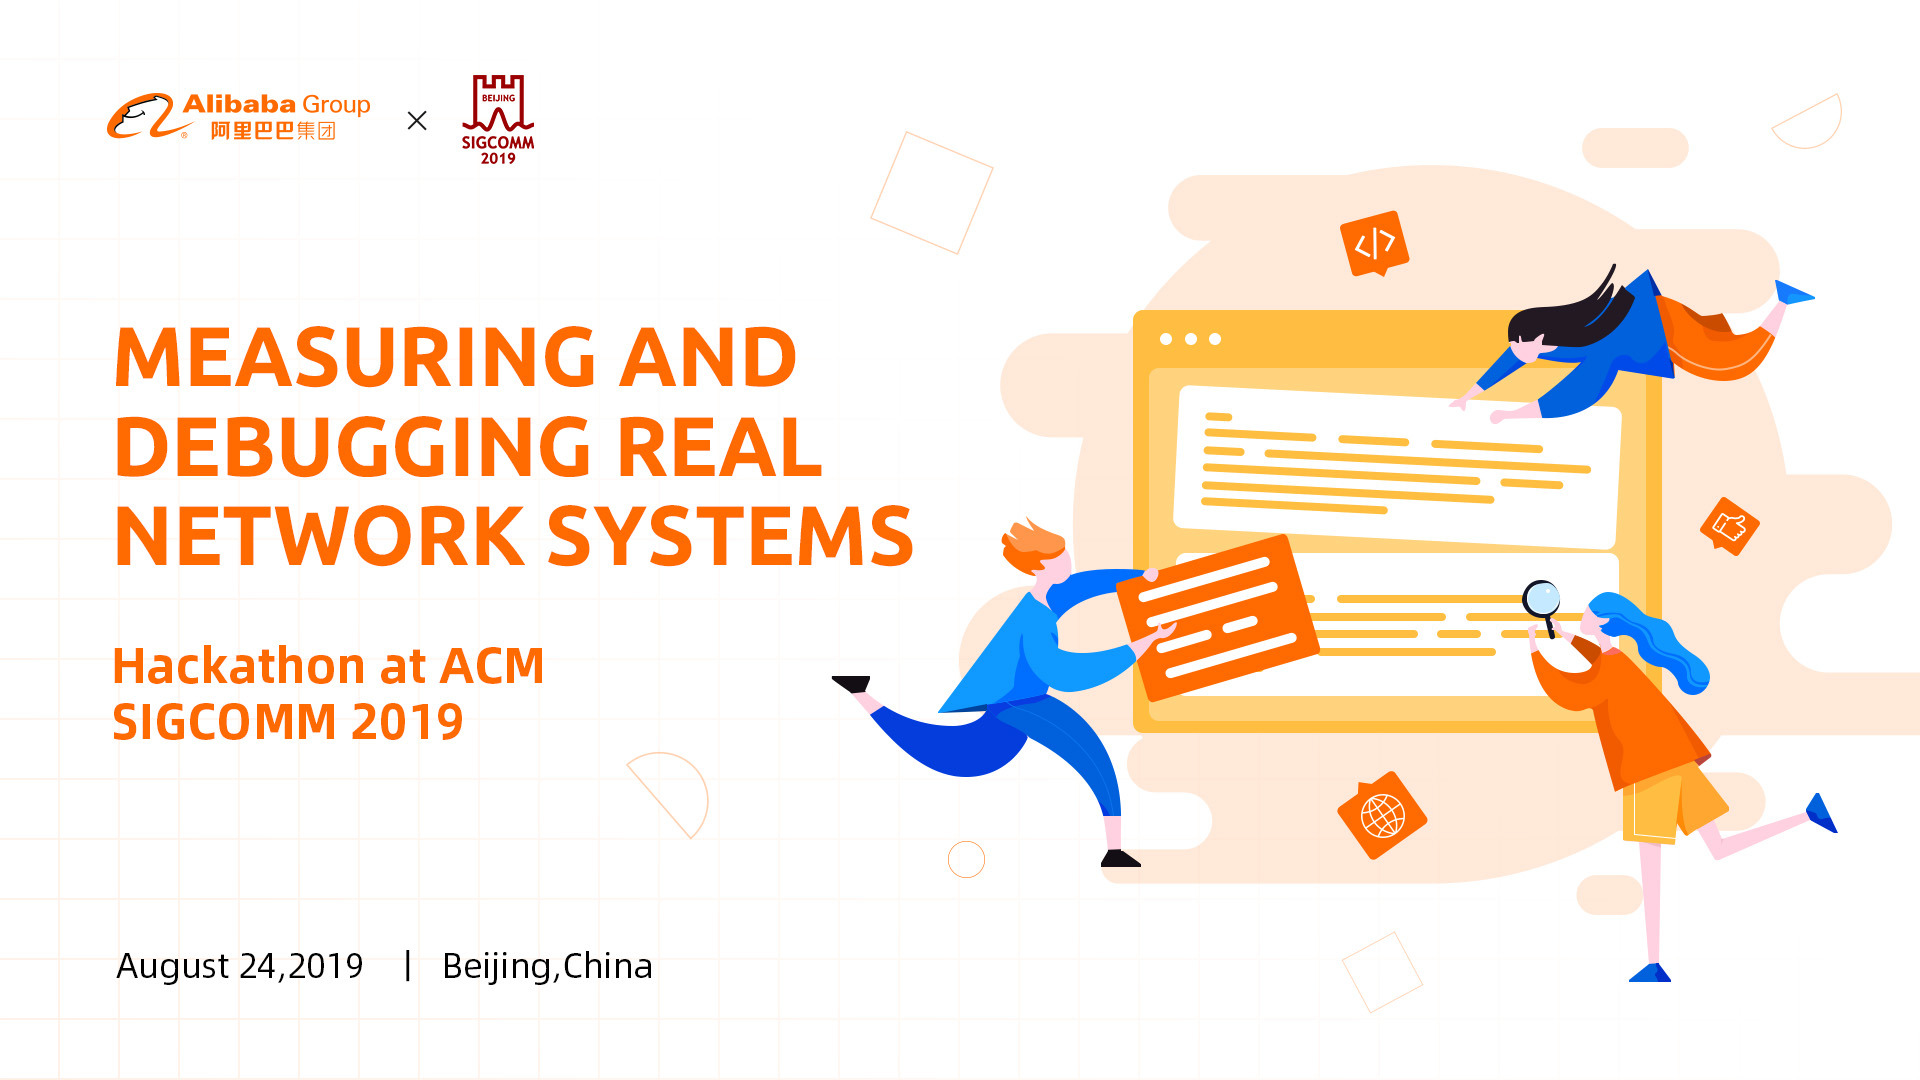 Alibaba Group
阿里巴巴集团
®
×
BEIJING
SIGCOMM
2019
MEASURING AND
DEBUGGING REAL
NETWORK SYSTEMS
Hackathon at ACM
SIGCOMM 2019
August 24,2019 | Beijing,China